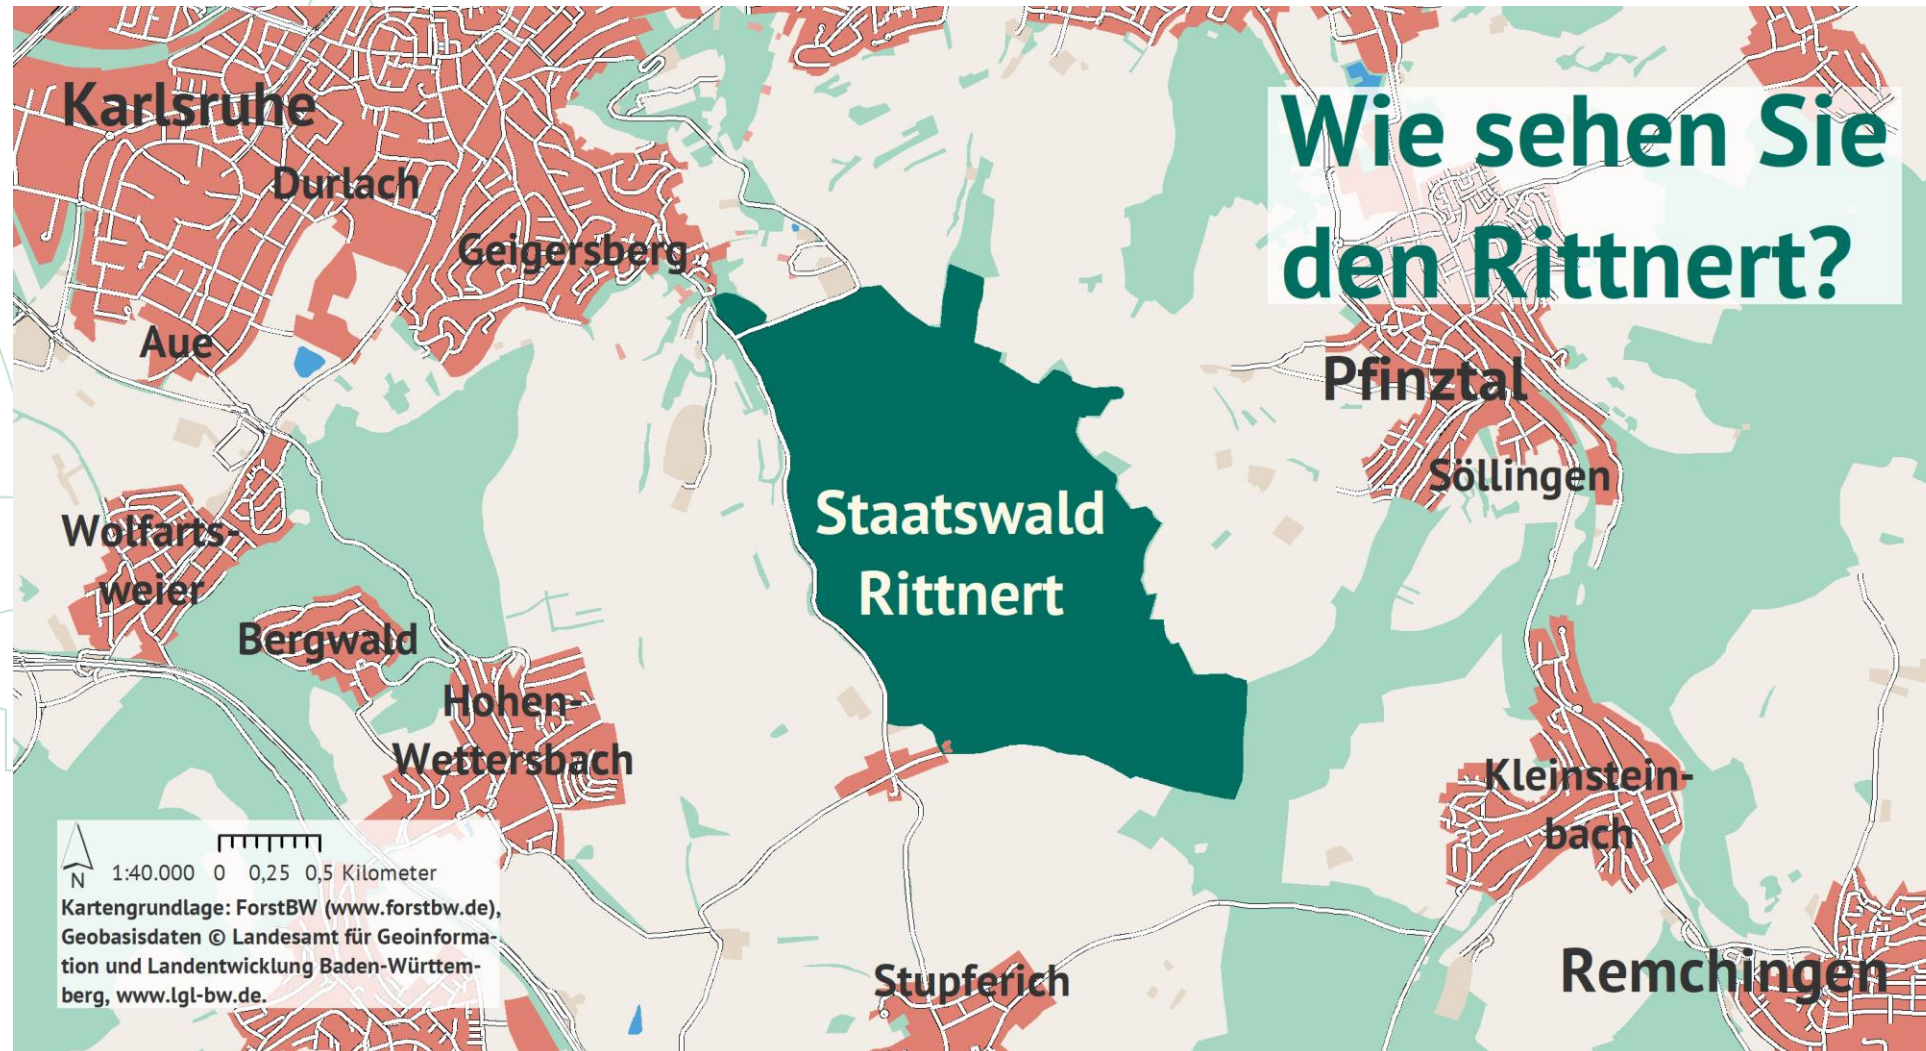 Karlsruhe
Durlach
Geigersberg
Aue
Wie sehen Sie
den Rittnert?
Pfinztal
Söllingen
Wolfarts-
weier
Bergwald
Hohen-
Wettersbach
Staatswald
Rittnert
Kleinstein-
bach
Stupferich
Remchingen
N
1:40.000 0 0,25 0,5 Kilometer
Kartengrundlage: ForstBW (www.forstbw.de),
Geobasisdaten © Landesamt für Geoinforma-
tion und Landentwicklung Baden-Württem-
berg, www.lgl-bw.de.